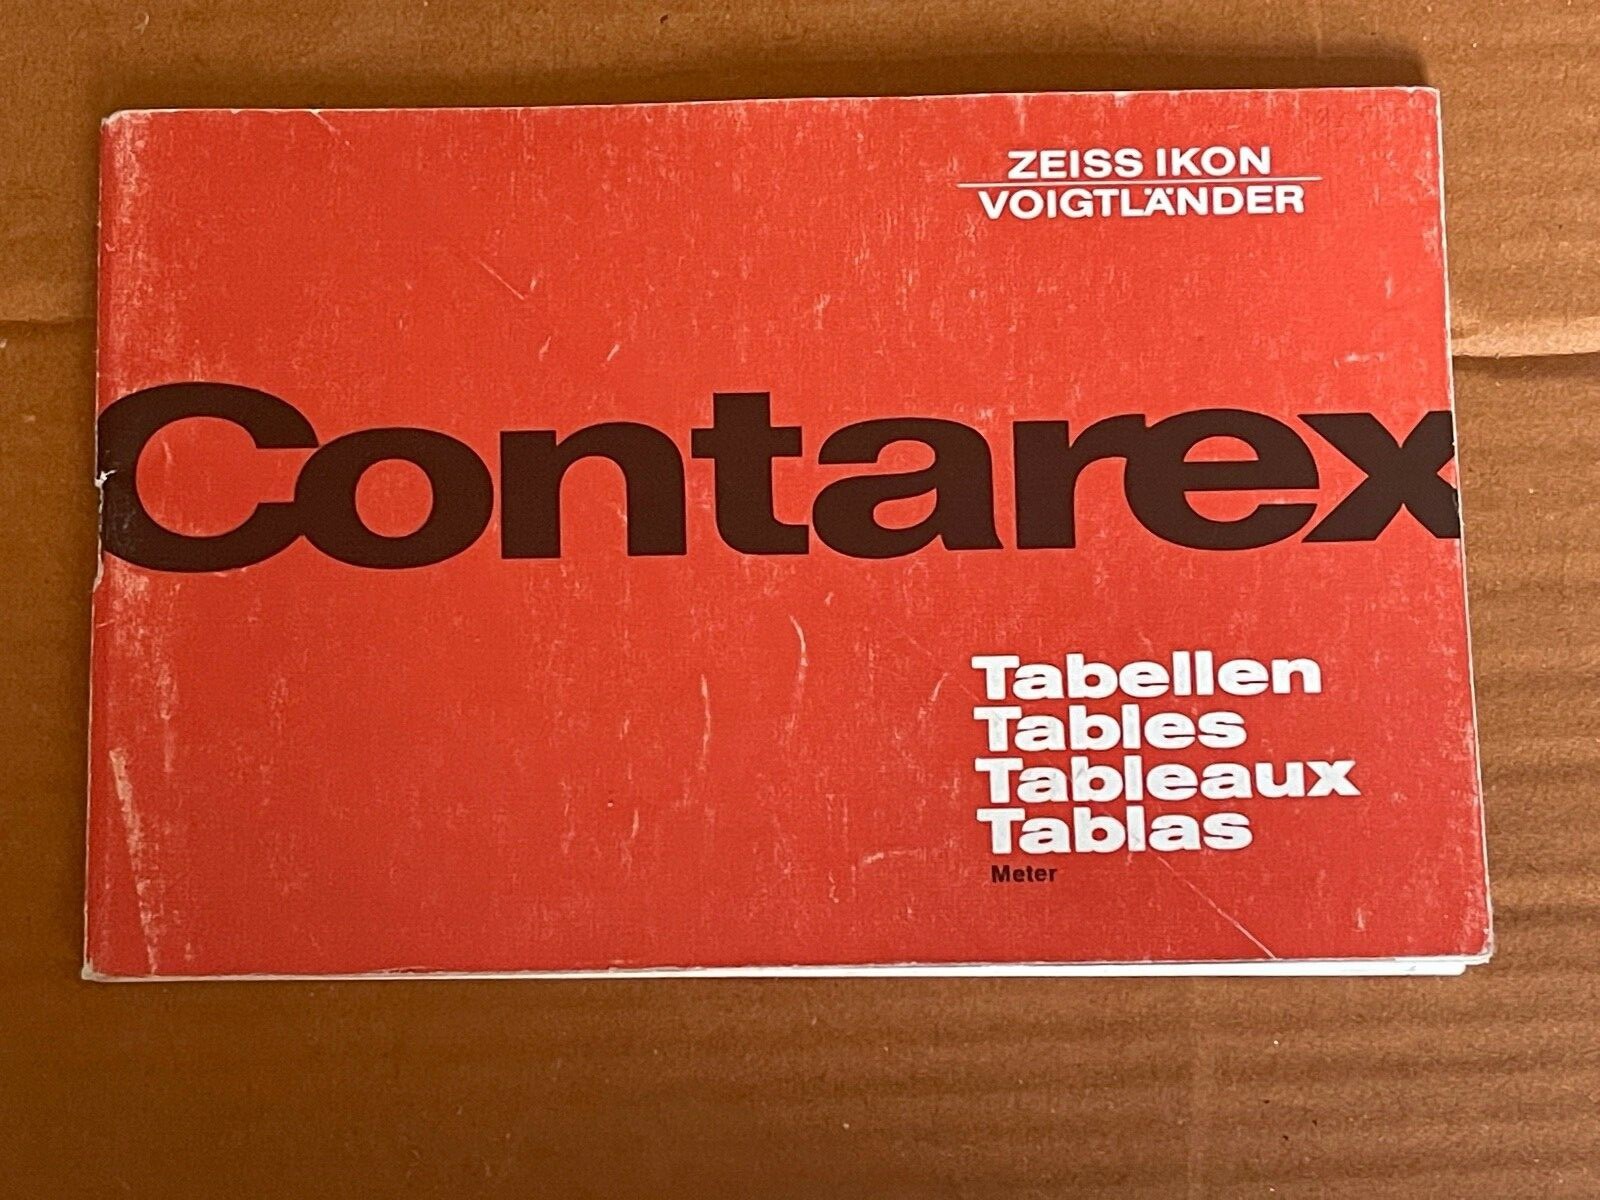 ZEISS IKON
VOIGTLÄNDER
Contarex
Tabellen
Tables
Tableaux
Tablas
Meter